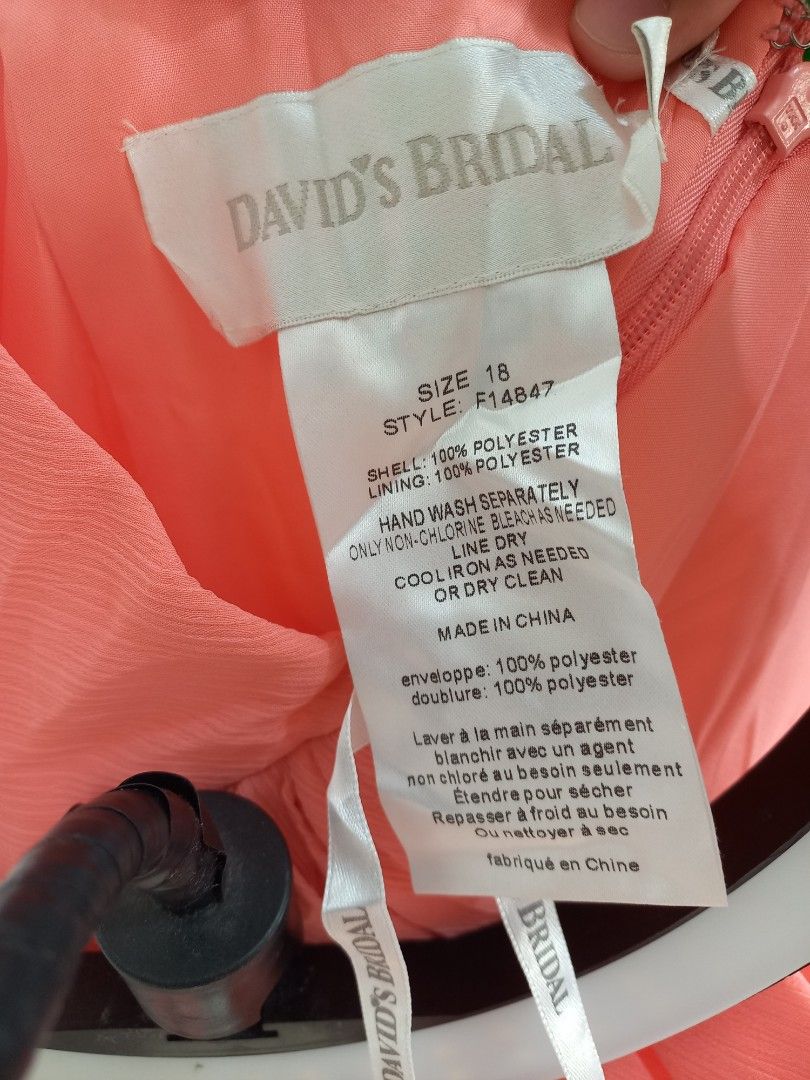 DAVID'S BRIDAL
SIZE 18
STYLE: F14847
SHELL: 100% POLYESTER
LINING: 100% POLYESTER
HAND WASH SEPARATELY
ONLY NON-CHLORINE BLEACH AS NEEDED
LINE DRY
COOL IRON AS NEEDED
OR DRY CLEAN
MADE IN CHINA
enveloppe: 100% polyester
doublure: 100% polyester
Laver à la main séparément
blanchir avec un agent
non chloré au besoin seulement
Étendre pour sécher
Repasser à froid au besoin
Ou nettoyer à sec
fabriqué en Chine
DAVID'S BRIDAL
BRIDAL